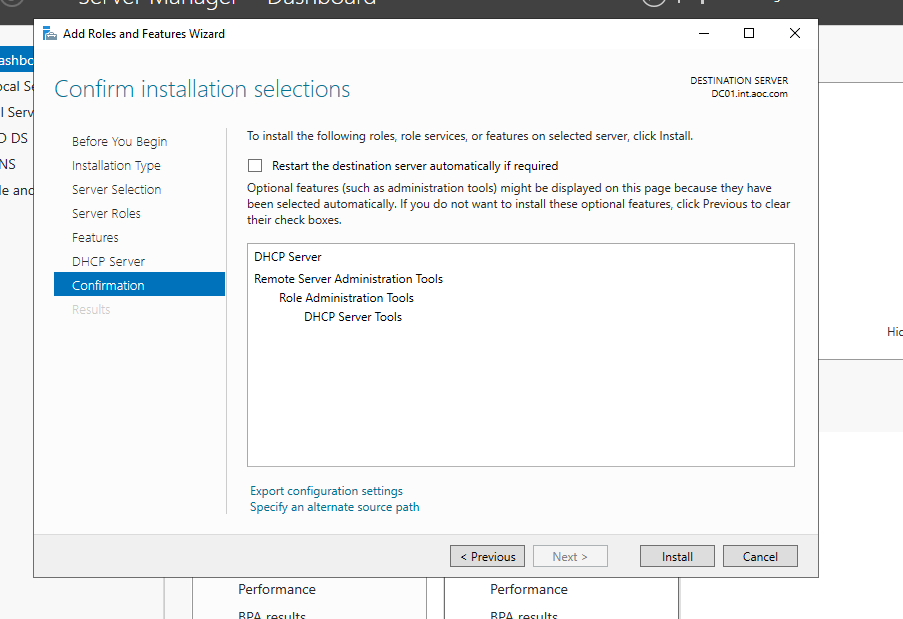 Server Manager
Dashboard
Add Roles and Features Wizard
Confirm installation selections
DESTINATION SERVER
DC01.int.aoc.com
Before You Begin
Installation Type
Server Selection
Server Roles
Features
DHCP Server
Confirmation
Results
To install the following roles, role services, or features on selected server, click Install.
Restart the destination server automatically if required
Optional features (such as administration tools) might be displayed on this page because they have
been selected automatically. If you do not want to install these optional features, click Previous to clear
their check boxes.
DHCP Server
Remote Server Administration Tools
Role Administration Tools
DHCP Server Tools
Export configuration settings
Specify an alternate source path
< Previous
Next >
Install
Cancel
Performance
BPA results
Performance
BPA results